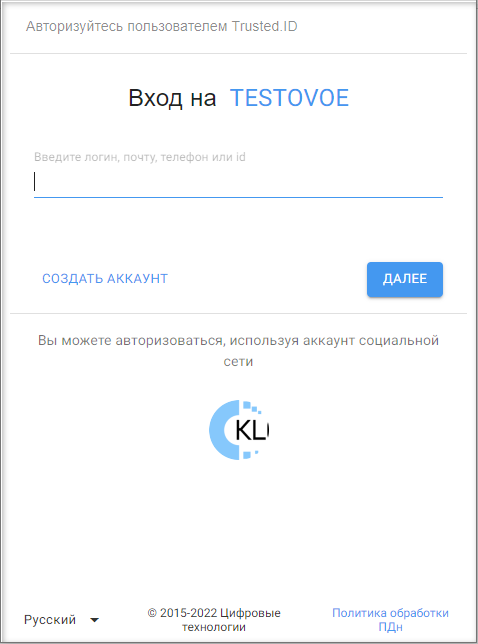 Авторизуйтесь пользователем Trusted.ID
Вход на TESTOVOE
Введите логин, почту, телефон или id
СОЗДАТЬ АККАУНТ
ДАЛЕЕ
Вы можете авторизоваться, используя аккаунт социальной
сети
KL
Русский
© 2015-2022 Цифровые
технологии
Политика обработки
ПДн